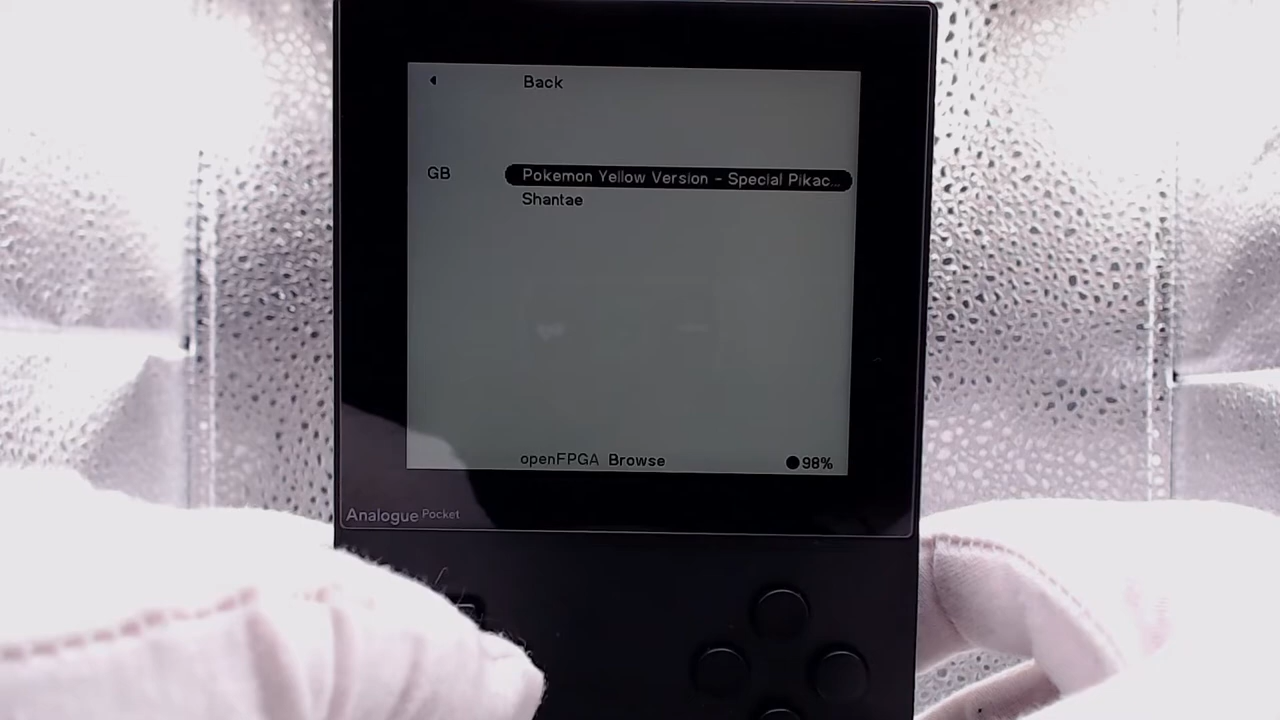 Back
GB Pokemon Yellow Version - Special Pikac...
Shantae
openFPGA Browse 98%
Analogue Pocket